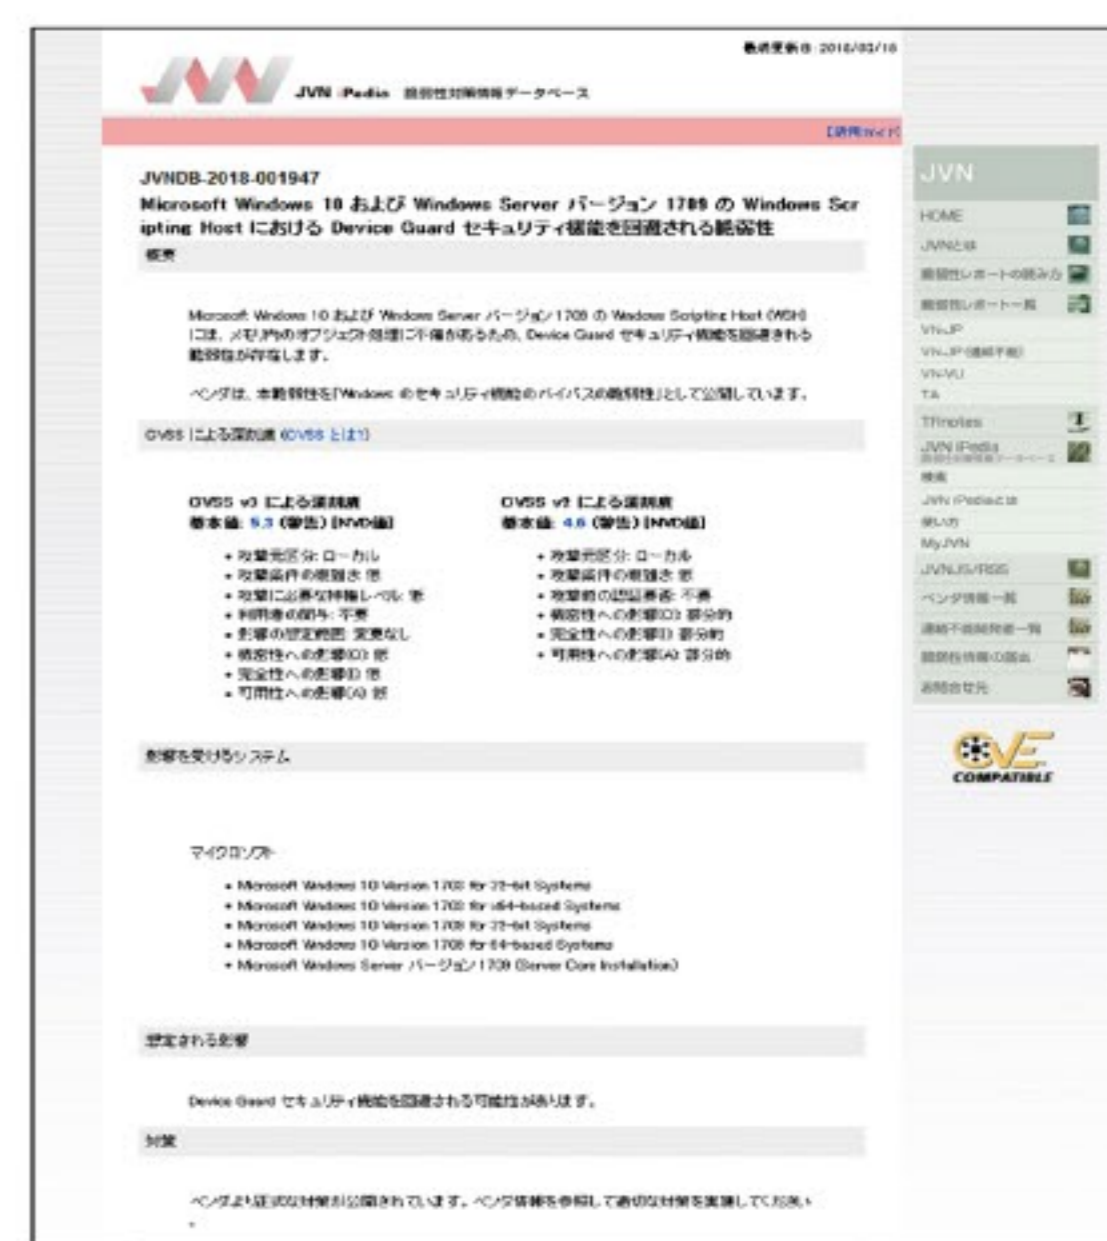 最終更新日: 2018/03/16
JVN iPedia 脆弱性対策情報データベース
[活用ガイド]
JVNDB-2018-001947
Microsoft Windows 10 および Windows Server バージョン 1709 の Windows Scr
ipting Host における Device Guard セキュリティ機能を回避される脆弱性
概要
Microsoft Windows 10 および Windows Server バージョン 1709 の Windows Scripting Host (WSH)
には、メモリ内のオブジェクト処理に不備があるため、Device Guard セキュリティ機能を回避される
脆弱性が存在します。
ベンダは、本脆弱性を「Windows のセキュリティ機能のバイパスの脆弱性」として公開しています。
CVSS による深刻度 (CVSS とは?)
CVSS v3 による深刻度
基本値: 5.3 (警告) [NVD値]
• 攻撃元区分: ローカル
• 攻撃条件の複雑さ: 低
• 攻撃に必要な特権レベル: 低
• 利用者の関与: 不要
• 影響の想定範囲: 変更なし
• 機密性への影響(C): 低
• 完全性への影響(I): 低
• 可用性への影響(A): 低
CVSS v2 による深刻度
基本値: 4.6 (警告) [NVD値]
• 攻撃元区分: ローカル
• 攻撃条件の複雑さ: 低
• 攻撃前の認証要否: 不要
• 機密性への影響(C): 部分的
• 完全性への影響(I): 部分的
• 可用性への影響(A): 部分的
影響を受けるシステム
マイクロソフト
• Microsoft Windows 10 Version 1703 for 32-bit Systems
• Microsoft Windows 10 Version 1703 for x64-based Systems
• Microsoft Windows 10 Version 1709 for 32-bit Systems
• Microsoft Windows 10 Version 1709 for 64-based Systems
• Microsoft Windows Server バージョン 1709 (Server Core Installation)
想定される影響
Device Guard セキュリティ機能を回避される可能性があります。
対策
ベンダより正式な対策が公開されています。ベンダ情報を参照して適切な対策を実施してください
。
JVN
HOME
JVNとは
脆弱性レポートの読み方
脆弱性レポート一覧
VN-JP
VN-JP(連絡不能)
VN-VU
TA
TRnotes
JVN iPedia
脆弱性対策情報データベース
検索
JVN iPediaとは
使い方
MyJVN
JVNJS/RSS
ベンダ情報一覧
連絡不能開発者一覧
脆弱性情報の届出
お問合せ先
CVE
COMPATIBLE